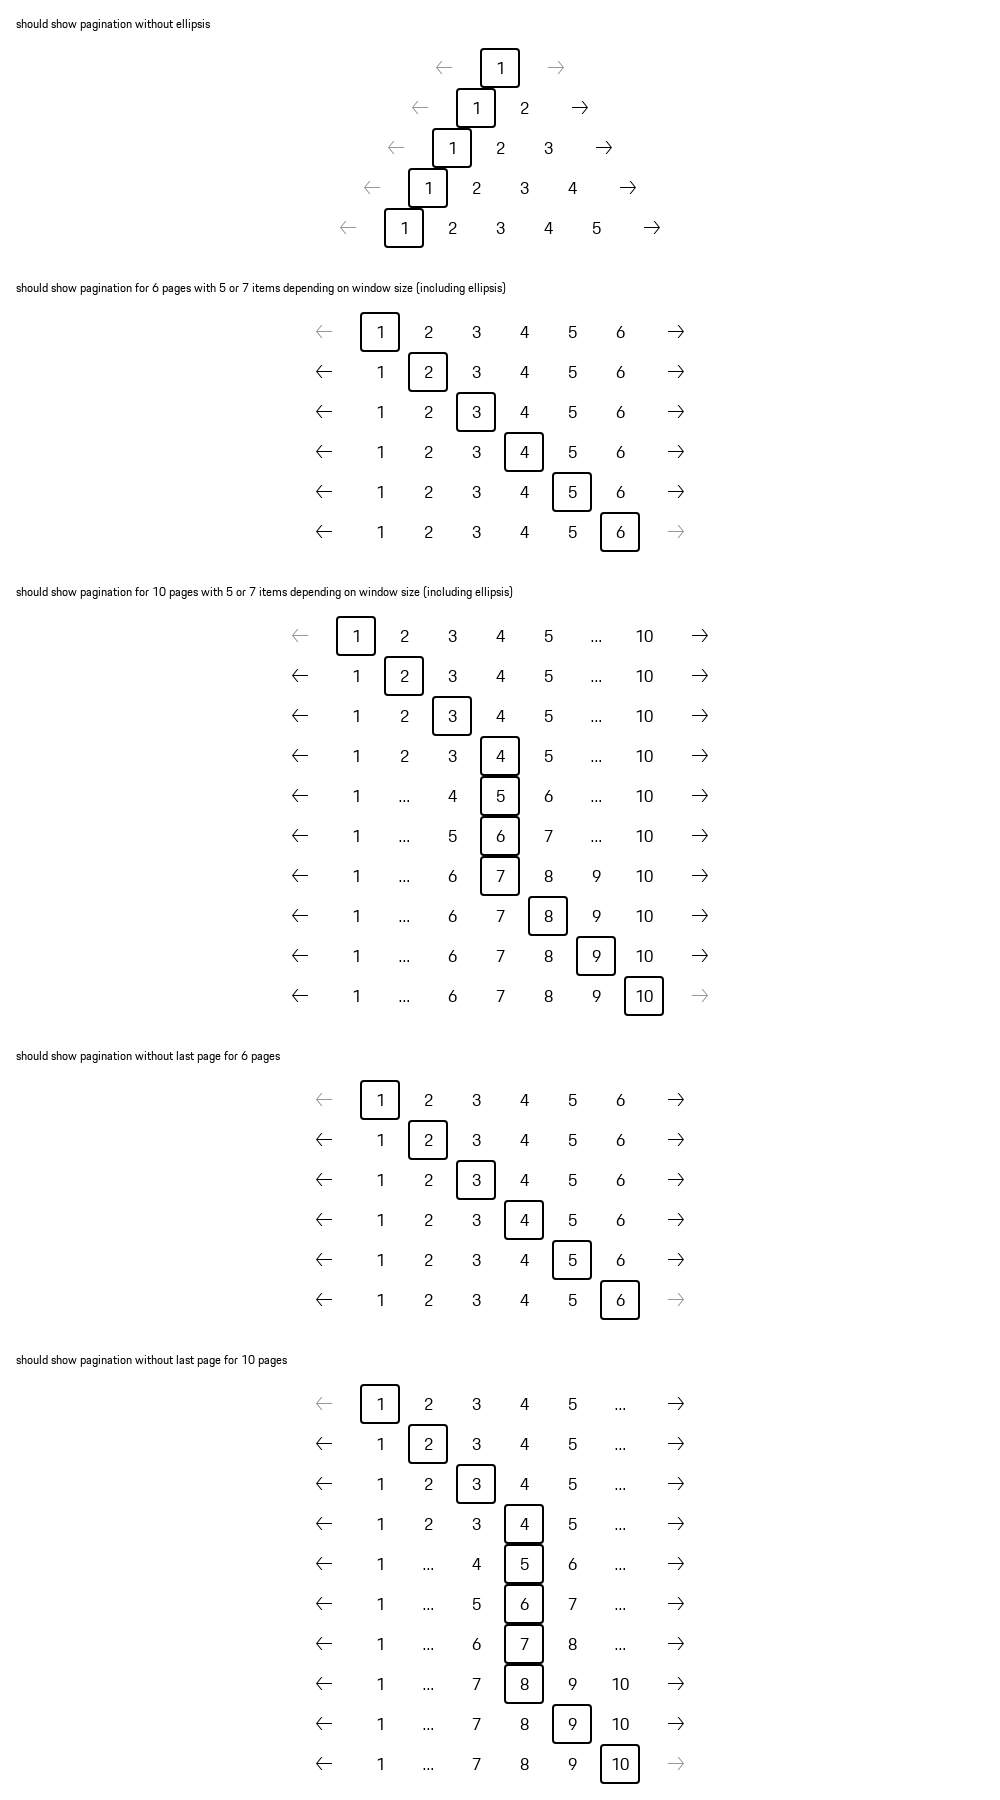 should show pagination without ellipsis
← 1 →
← 1 2 →
← 1 2 3 →
← 1 2 3 4 →
← 1 2 3 4 5 →
should show pagination for 6 pages with 5 or 7 items depending on window size (including ellipsis)
← 1 2 3 4 5 6 →
← 1 2 3 4 5 6 →
← 1 2 3 4 5 6 →
← 1 2 3 4 5 6 →
← 1 2 3 4 5 6 →
← 1 2 3 4 5 6 →
should show pagination for 10 pages with 5 or 7 items depending on window size (including ellipsis)
← 1 2 3 4 5 ... 10 →
← 1 2 3 4 5 ... 10 →
← 1 2 3 4 5 ... 10 →
← 1 2 3 4 5 ... 10 →
← 1 ... 4 5 6 ... 10 →
← 1 ... 5 6 7 ... 10 →
← 1 ... 6 7 8 9 10 →
← 1 ... 6 7 8 9 10 →
← 1 ... 6 7 8 9 10 →
← 1 ... 6 7 8 9 10 →
should show pagination without last page for 6 pages
← 1 2 3 4 5 6 →
← 1 2 3 4 5 6 →
← 1 2 3 4 5 6 →
← 1 2 3 4 5 6 →
← 1 2 3 4 5 6 →
← 1 2 3 4 5 6 →
should show pagination without last page for 10 pages
← 1 2 3 4 5 ... →
← 1 2 3 4 5 ... →
← 1 2 3 4 5 ... →
← 1 2 3 4 5 ... →
← 1 ... 4 5 6 ... →
← 1 ... 5 6 7 ... →
← 1 ... 6 7 8 ... →
← 1 ... 7 8 9 10 →
← 1 ... 7 8 9 10 →
← 1 ... 7 8 9 10 →